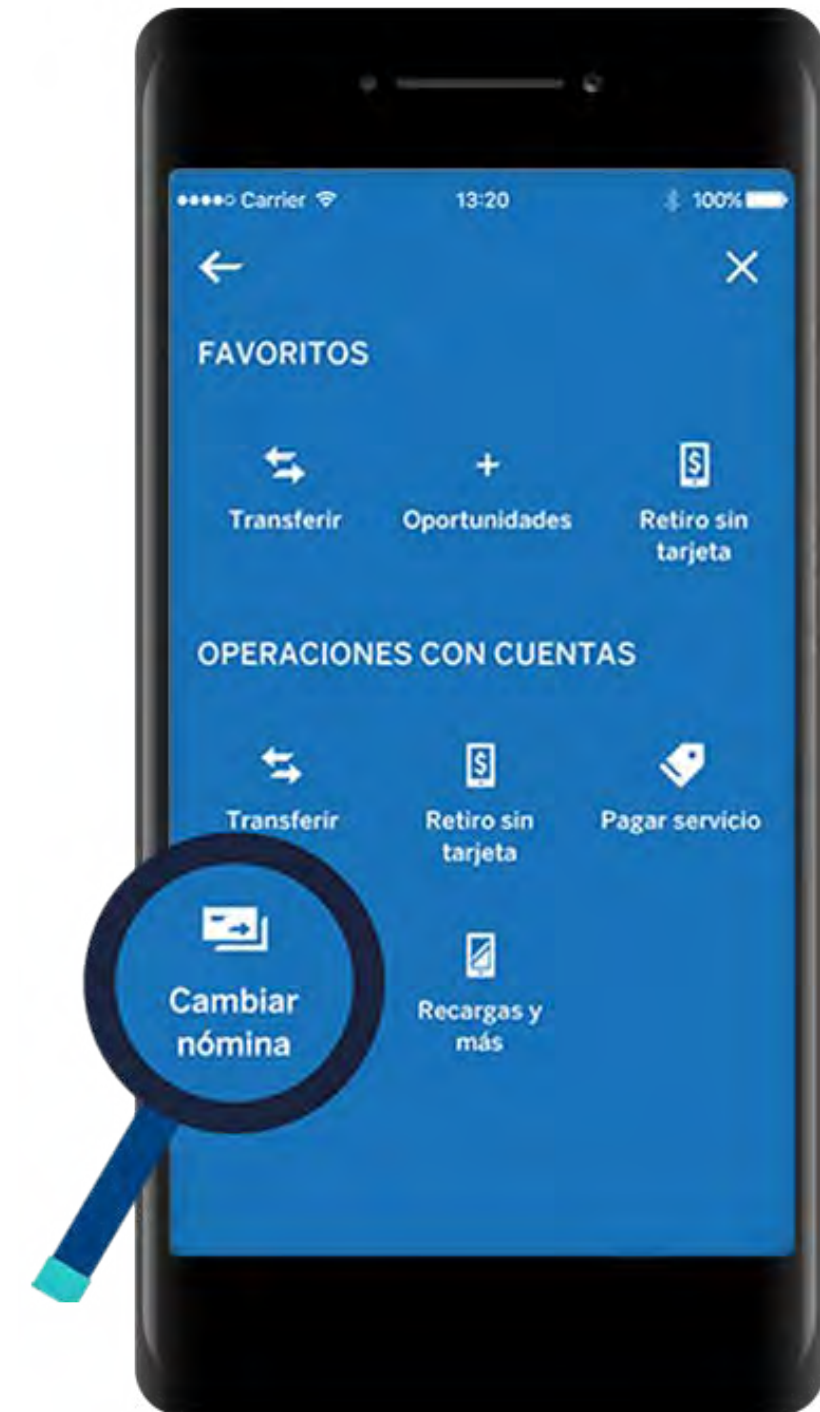 Carrier 13:20 100%
FAVORITOS
Transferir Oportunidades Retiro sin
tarjeta
OPERACIONES CON CUENTAS
Transferir Retiro sin Pagar servicio
tarjeta
Cambiar Recargas y
nómina más